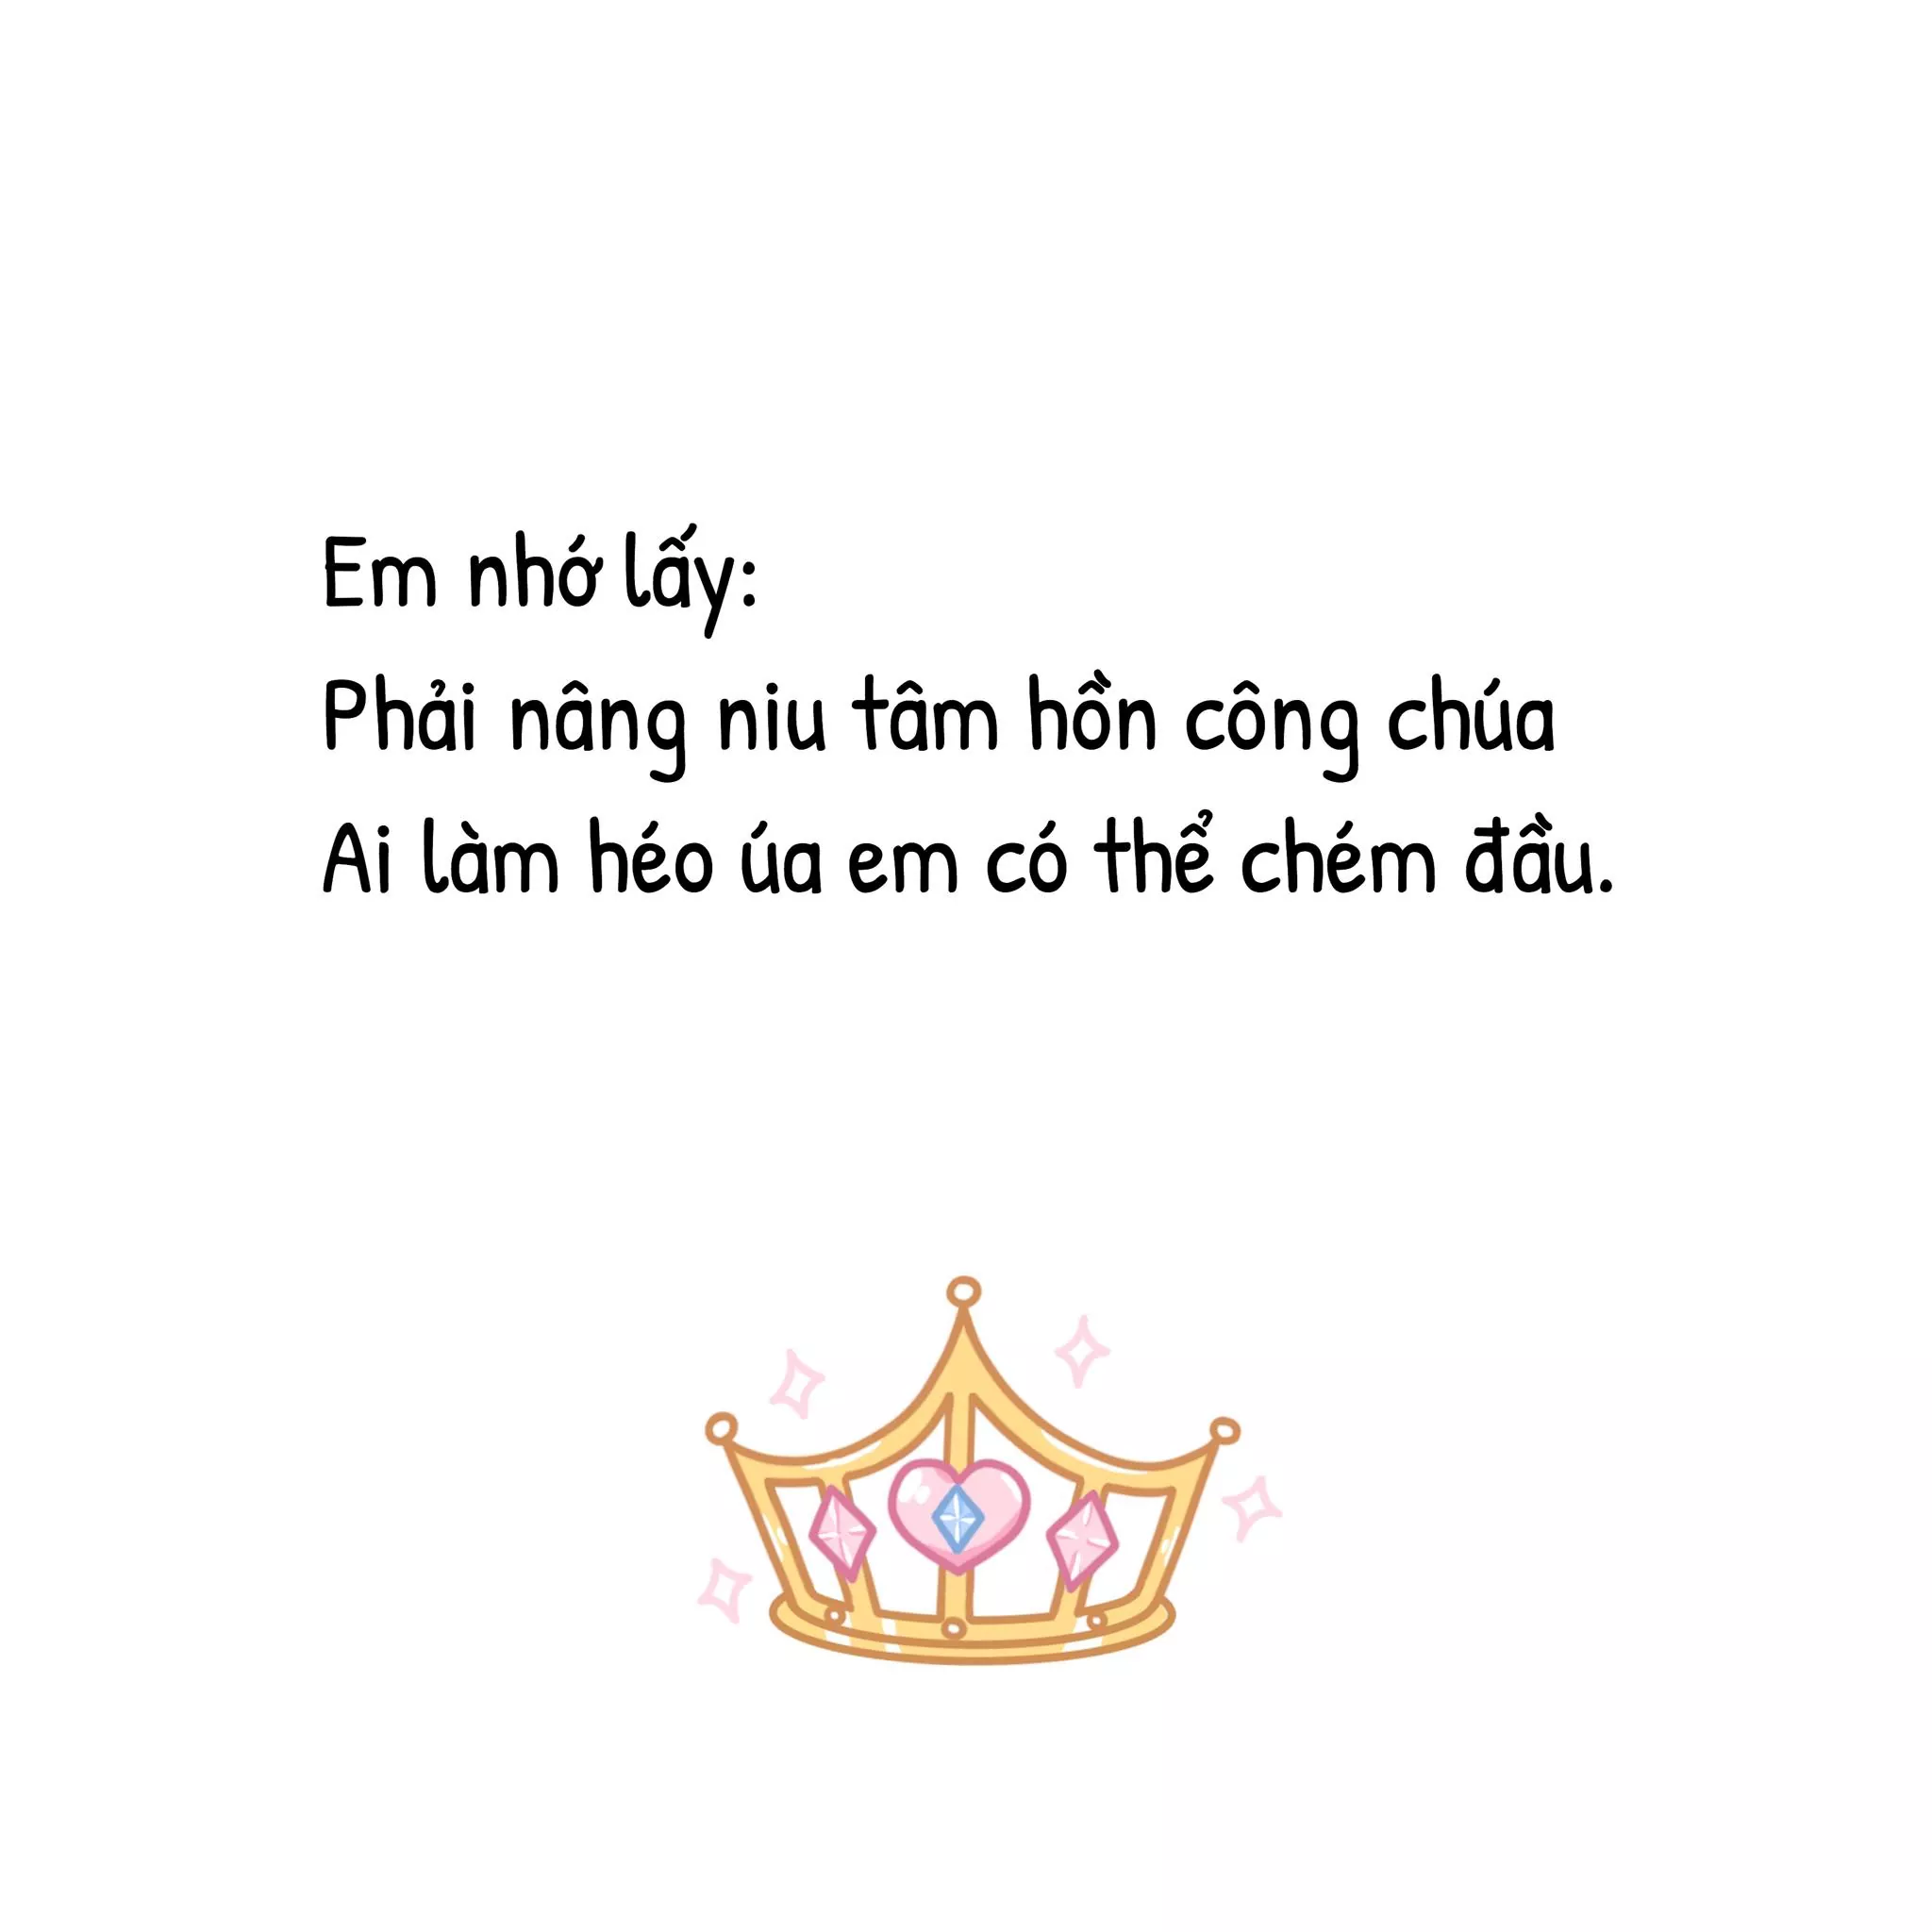 Em nhớ lấy:
Phải nâng niu tâm hồn công chúa
Ai làm héo úa em có thể chém đầu.